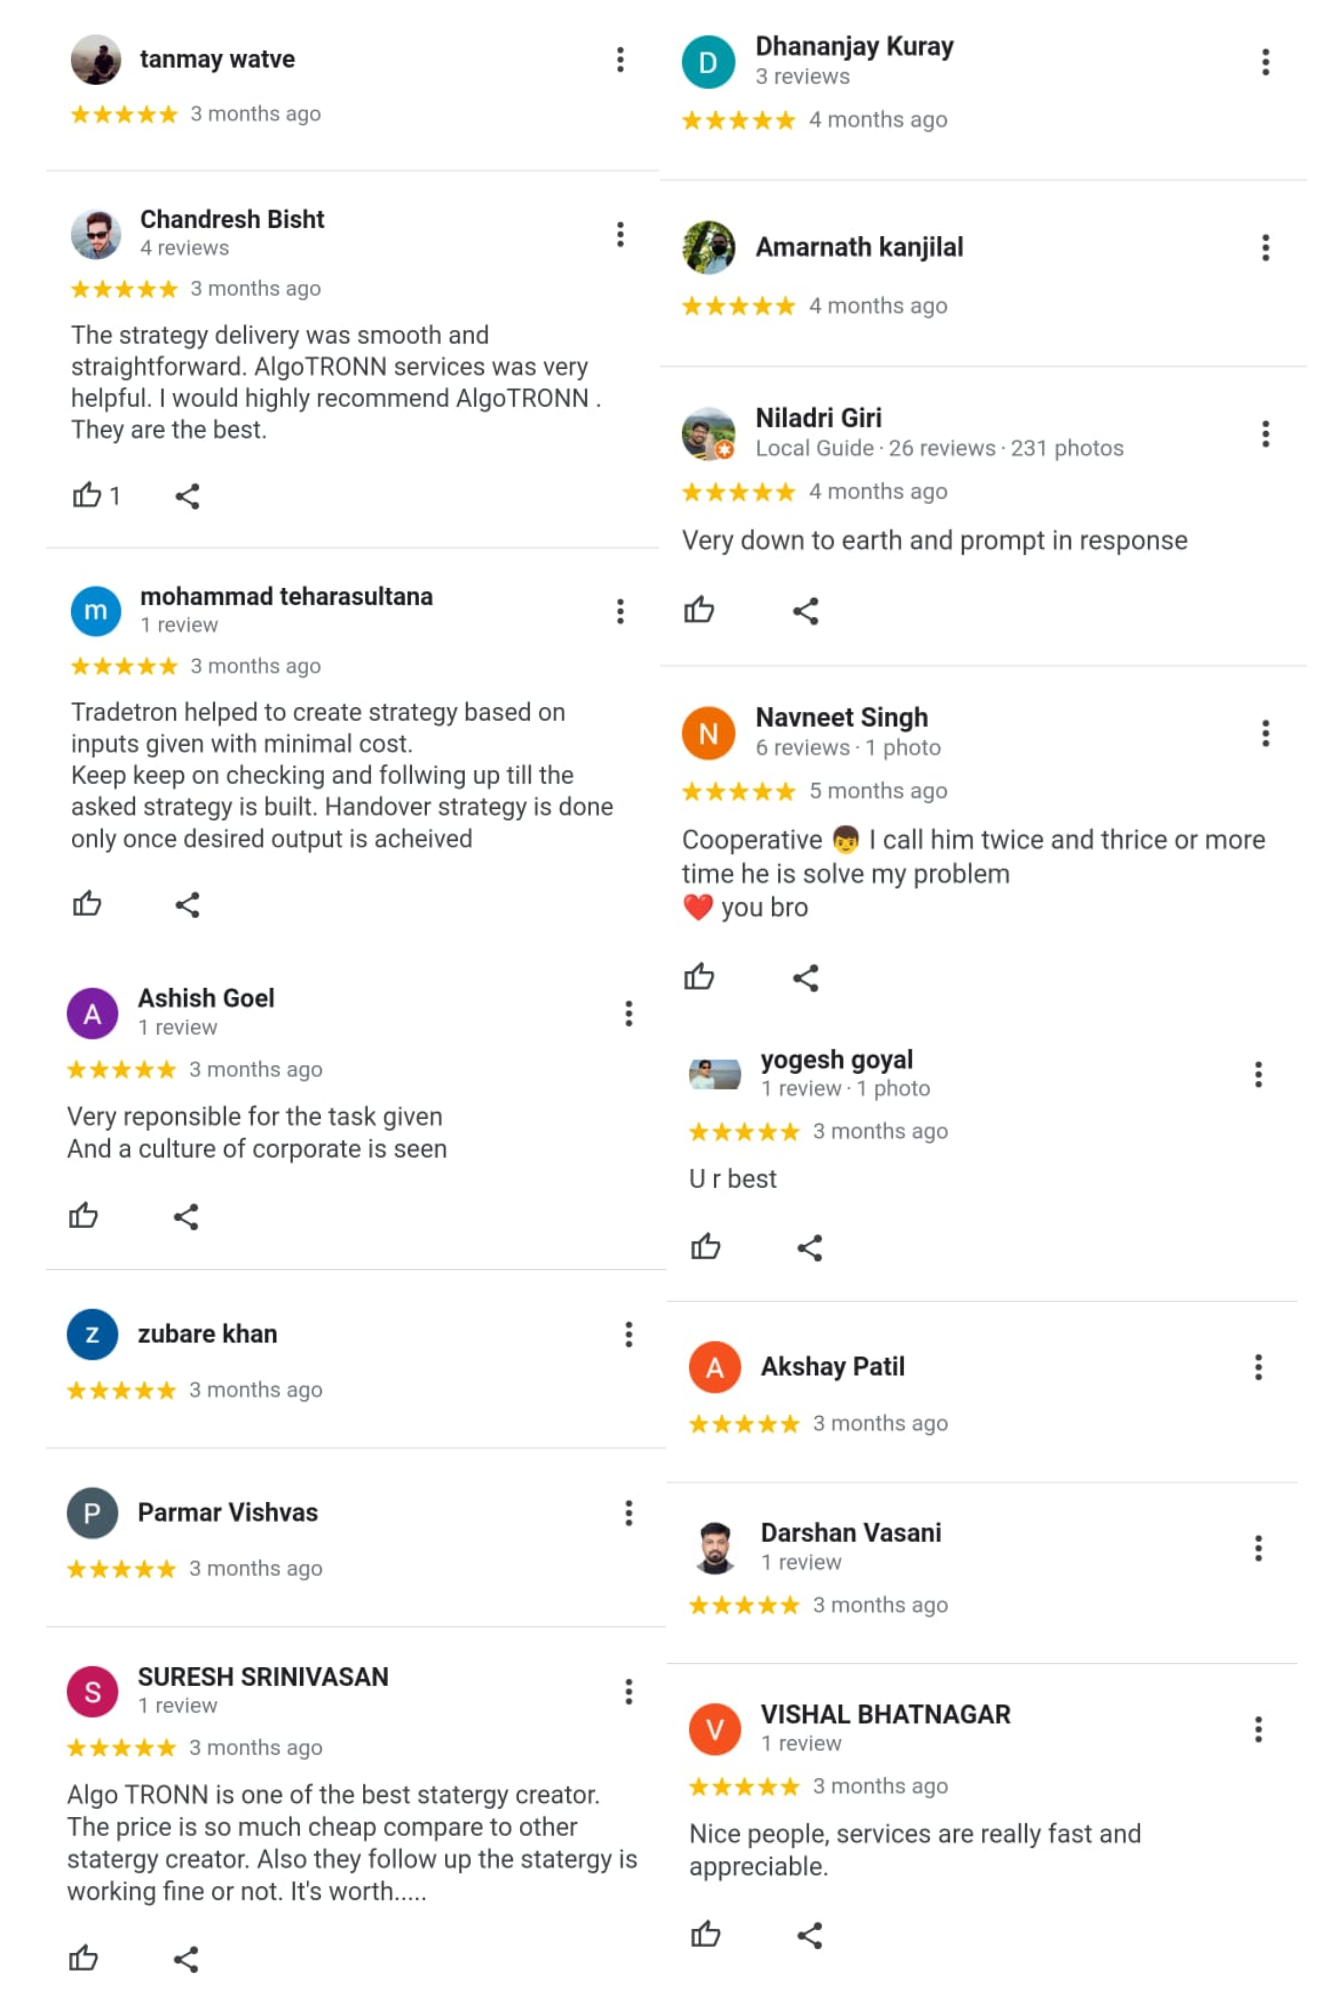 tanmay watve
3 months ago
Chandresh Bisht
4 reviews
3 months ago
The strategy delivery was smooth and
straightforward. AlgoTRONN services was very
helpful. I would highly recommend AlgoTRONN .
They are the best.
1
mohammad teharasultana
1 review
3 months ago
Tradetron helped to create strategy based on
inputs given with minimal cost.
Keep keep on checking and follwing up till the
asked strategy is built. Handover strategy is done
only once desired output is acheived
A
Ashish Goel
1 review
3 months ago
Very reponsible for the task given
And a culture of corporate is seen
z
zubare khan
3 months ago
P
Parmar Vishvas
3 months ago
S
SURESH SRINIVASAN
1 review
3 months ago
Algo TRONN is one of the best statergy creator.
The price is so much cheap compare to other
statergy creator. Also they follow up the statergy is
working fine or not. It's worth.....
D
Dhananjay Kuray
3 reviews
4 months ago
Amarnath kanjilal
4 months ago
Niladri Giri
Local Guide · 26 reviews · 231 photos
4 months ago
Very down to earth and prompt in response
N
Navneet Singh
6 reviews · 1 photo
5 months ago
Cooperative 👦 I call him twice and thrice or more
time he is solve my problem
❤️ you bro
yogesh goyal
1 review · 1 photo
3 months ago
U r best
A
Akshay Patil
3 months ago
Darshan Vasani
1 review
3 months ago
V
VISHAL BHATNAGAR
1 review
3 months ago
Nice people, services are really fast and
appreciable.